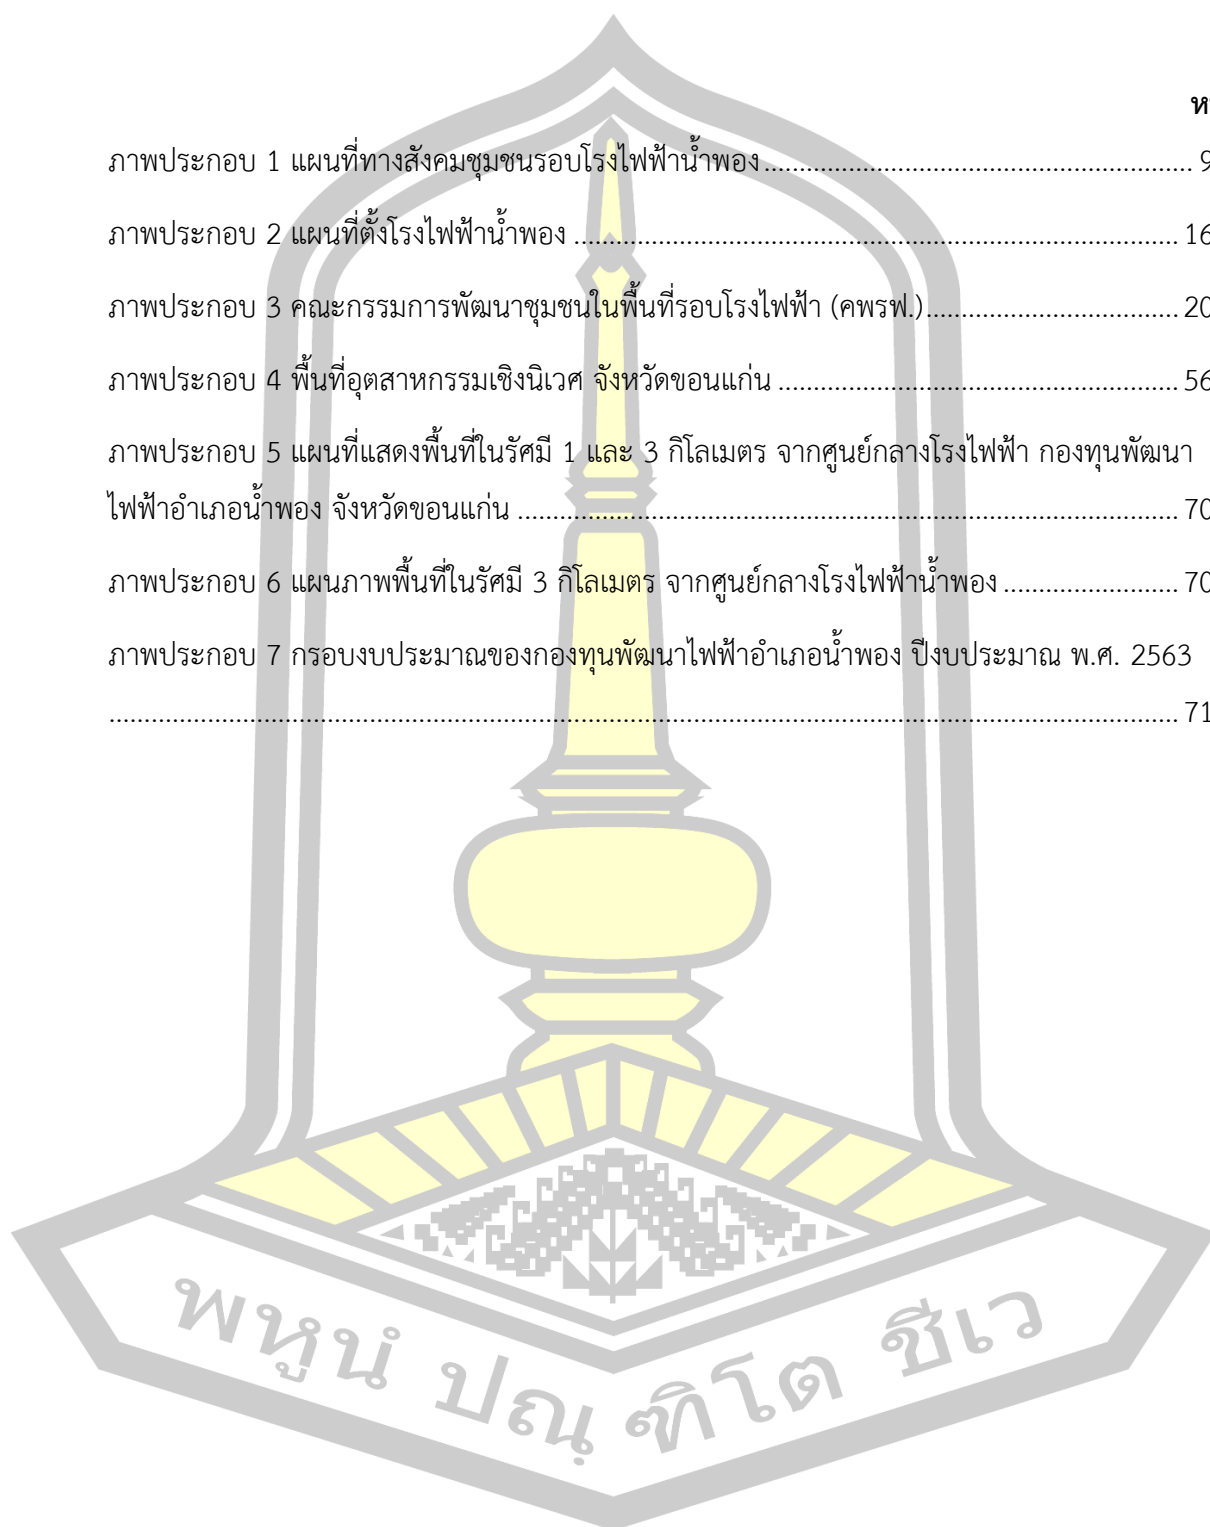 ภาพประกอบ 1 แผนที่ทางสังคมชุมชนรอบโรงไฟฟ้าน้ำพอง ............................................................. 9
ภาพประกอบ 2 แผนที่ตั้งโรงไฟฟ้าน้ำพอง ...................................................................................... 16
ภาพประกอบ 3 คณะกรรมการพัฒนาชุมชนในพื้นที่รอบโรงไฟฟ้า (คพรฟ.) .................................... 20
ภาพประกอบ 4 พื้นที่อุตสาหกรรมเชิงนิเวศ จังหวัดขอนแก่น ......................................................... 56
ภาพประกอบ 5 แผนที่แสดงพื้นที่ในรัศมี 1 และ 3 กิโลเมตร จากศูนย์กลางโรงไฟฟ้า กองทุนพัฒนา
ไฟฟ้าอำเภอน้ำพอง จังหวัดขอนแก่น .............................................................................................. 70
ภาพประกอบ 6 แผนภาพพื้นที่ในรัศมี 3 กิโลเมตร จากศูนย์กลางโรงไฟฟ้าน้ำพอง ......................... 70
ภาพประกอบ 7 กรอบงบประมาณของกองทุนพัฒนาไฟฟ้าอำเภอน้ำพอง ปีงบประมาณ พ.ศ. 2563
........................................................................................................................................................ 71
พหูนํ ปณฺฑิโต ชีเว